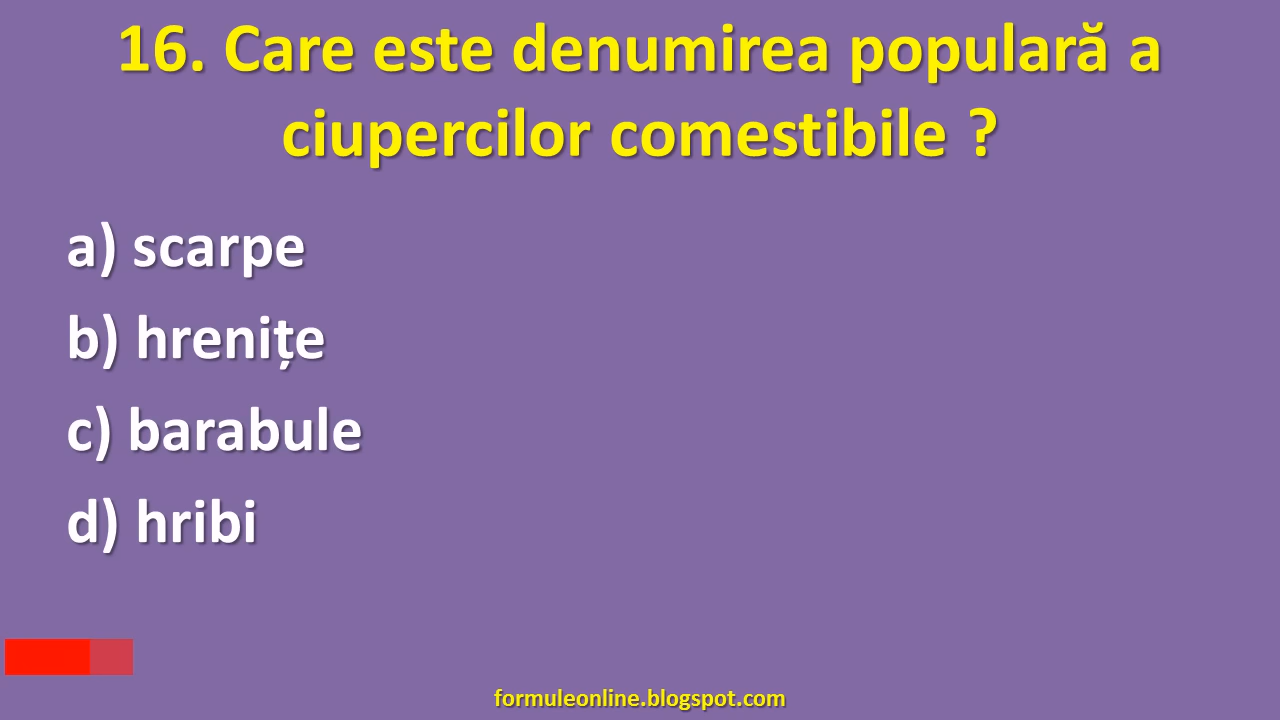 16. Care este denumirea populară a
ciupercilor comestibile ?
a) scarpe
b) hrenițe
c) barabule
d) hribi
formuleonline.blogspot.com